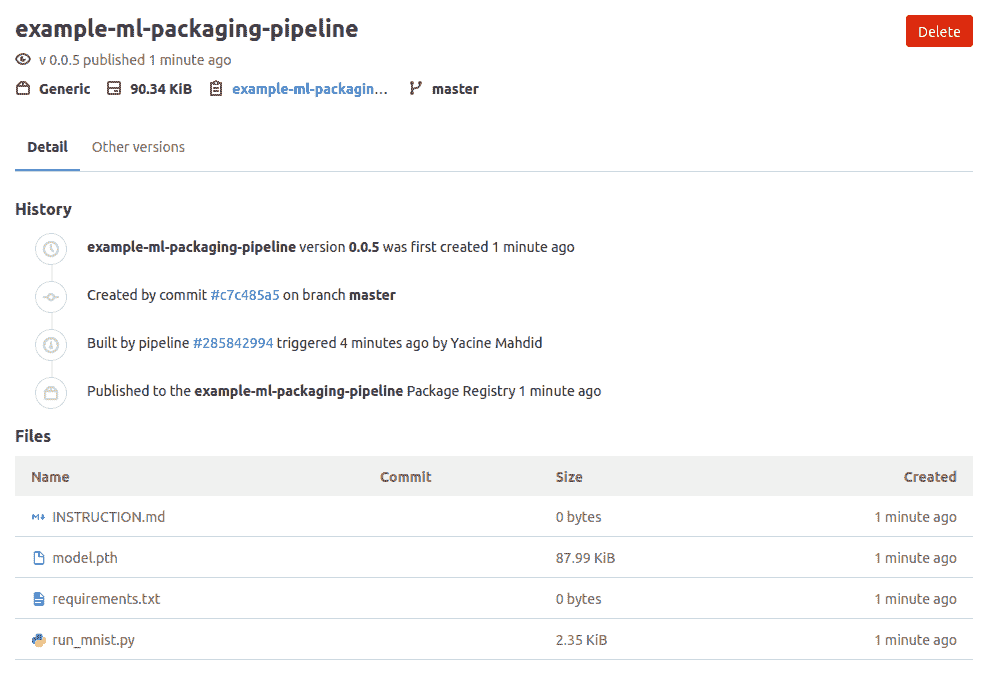 example-ml-packaging-pipeline
Delete
v 0.0.5 published 1 minute ago
Generic 90.34 KiB example-ml-packagin... master
Detail Other versions
History
example-ml-packaging-pipeline version 0.0.5 was first created 1 minute ago
Created by commit #c7c485a5 on branch master
Built by pipeline #285842994 triggered 4 minutes ago by Yacine Mahdid
Published to the example-ml-packaging-pipeline Package Registry 1 minute ago
Files
Name Commit Size Created
INSTRUCTION.md 0 bytes 1 minute ago
model.pth 87.99 KiB 1 minute ago
requirements.txt 0 bytes 1 minute ago
run_mnist.py 2.35 KiB 1 minute ago